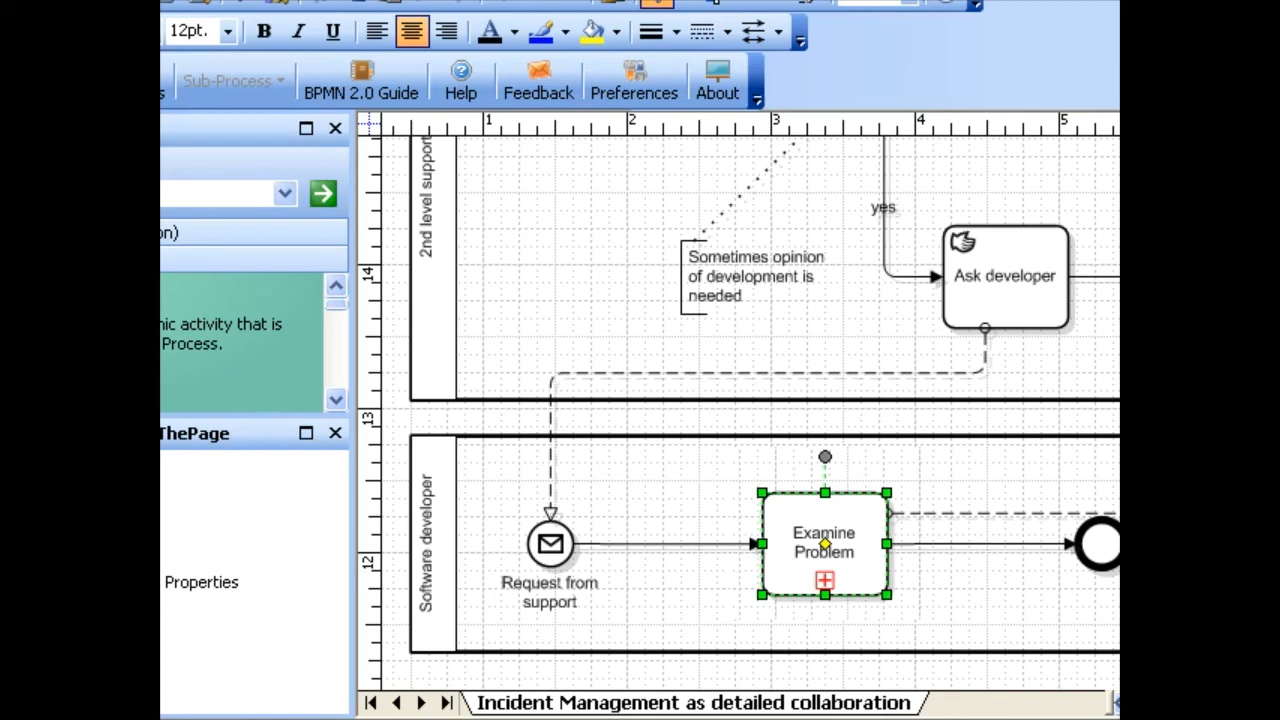 12pt.
B I U A
s Sub-Process BPMN 2.0 Guide Help Feedback Preferences About
1 2 3 4 5
on)
nic activity that is
Process.
ThePage
Properties
14
13
12
2nd level support
yes
Sometimes opinion
of development is
needed
Ask developer
Software developer
Request from
support
Examine
Problem
Incident Management as detailed collaboration